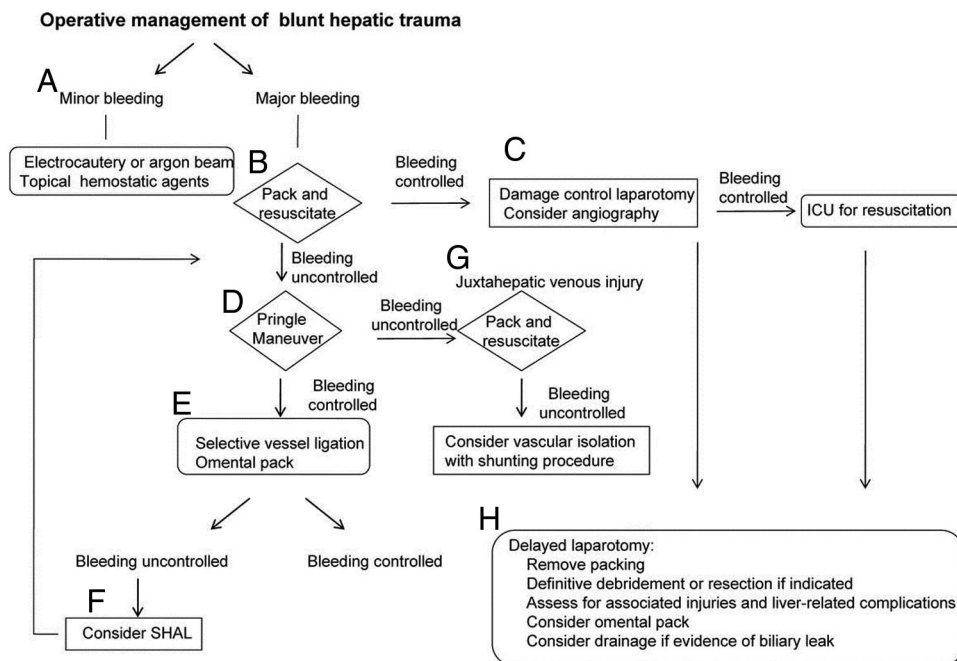 Operative management of blunt hepatic trauma
A
Minor bleeding
Major bleeding
Electrocautery or argon beam
Topical hemostatic agents
B
Pack and
resuscitate
Bleeding
controlled
C
Damage control laparotomy
Consider angiography
Bleeding
controlled
ICU for resuscitation
Bleeding
uncontrolled
D
Pringle
Maneuver
Bleeding
uncontrolled
G
Juxtahepatic venous injury
Pack and
resuscitate
Bleeding
controlled
Bleeding
uncontrolled
E
Selective vessel ligation
Omental pack
Consider vascular isolation
with shunting procedure
Bleeding uncontrolled
Bleeding controlled
F
Consider SHAL
H
Delayed laparotomy:
Remove packing
Definitive debridement or resection if indicated
Assess for associated injuries and liver-related complications
Consider omental pack
Consider drainage if evidence of biliary leak